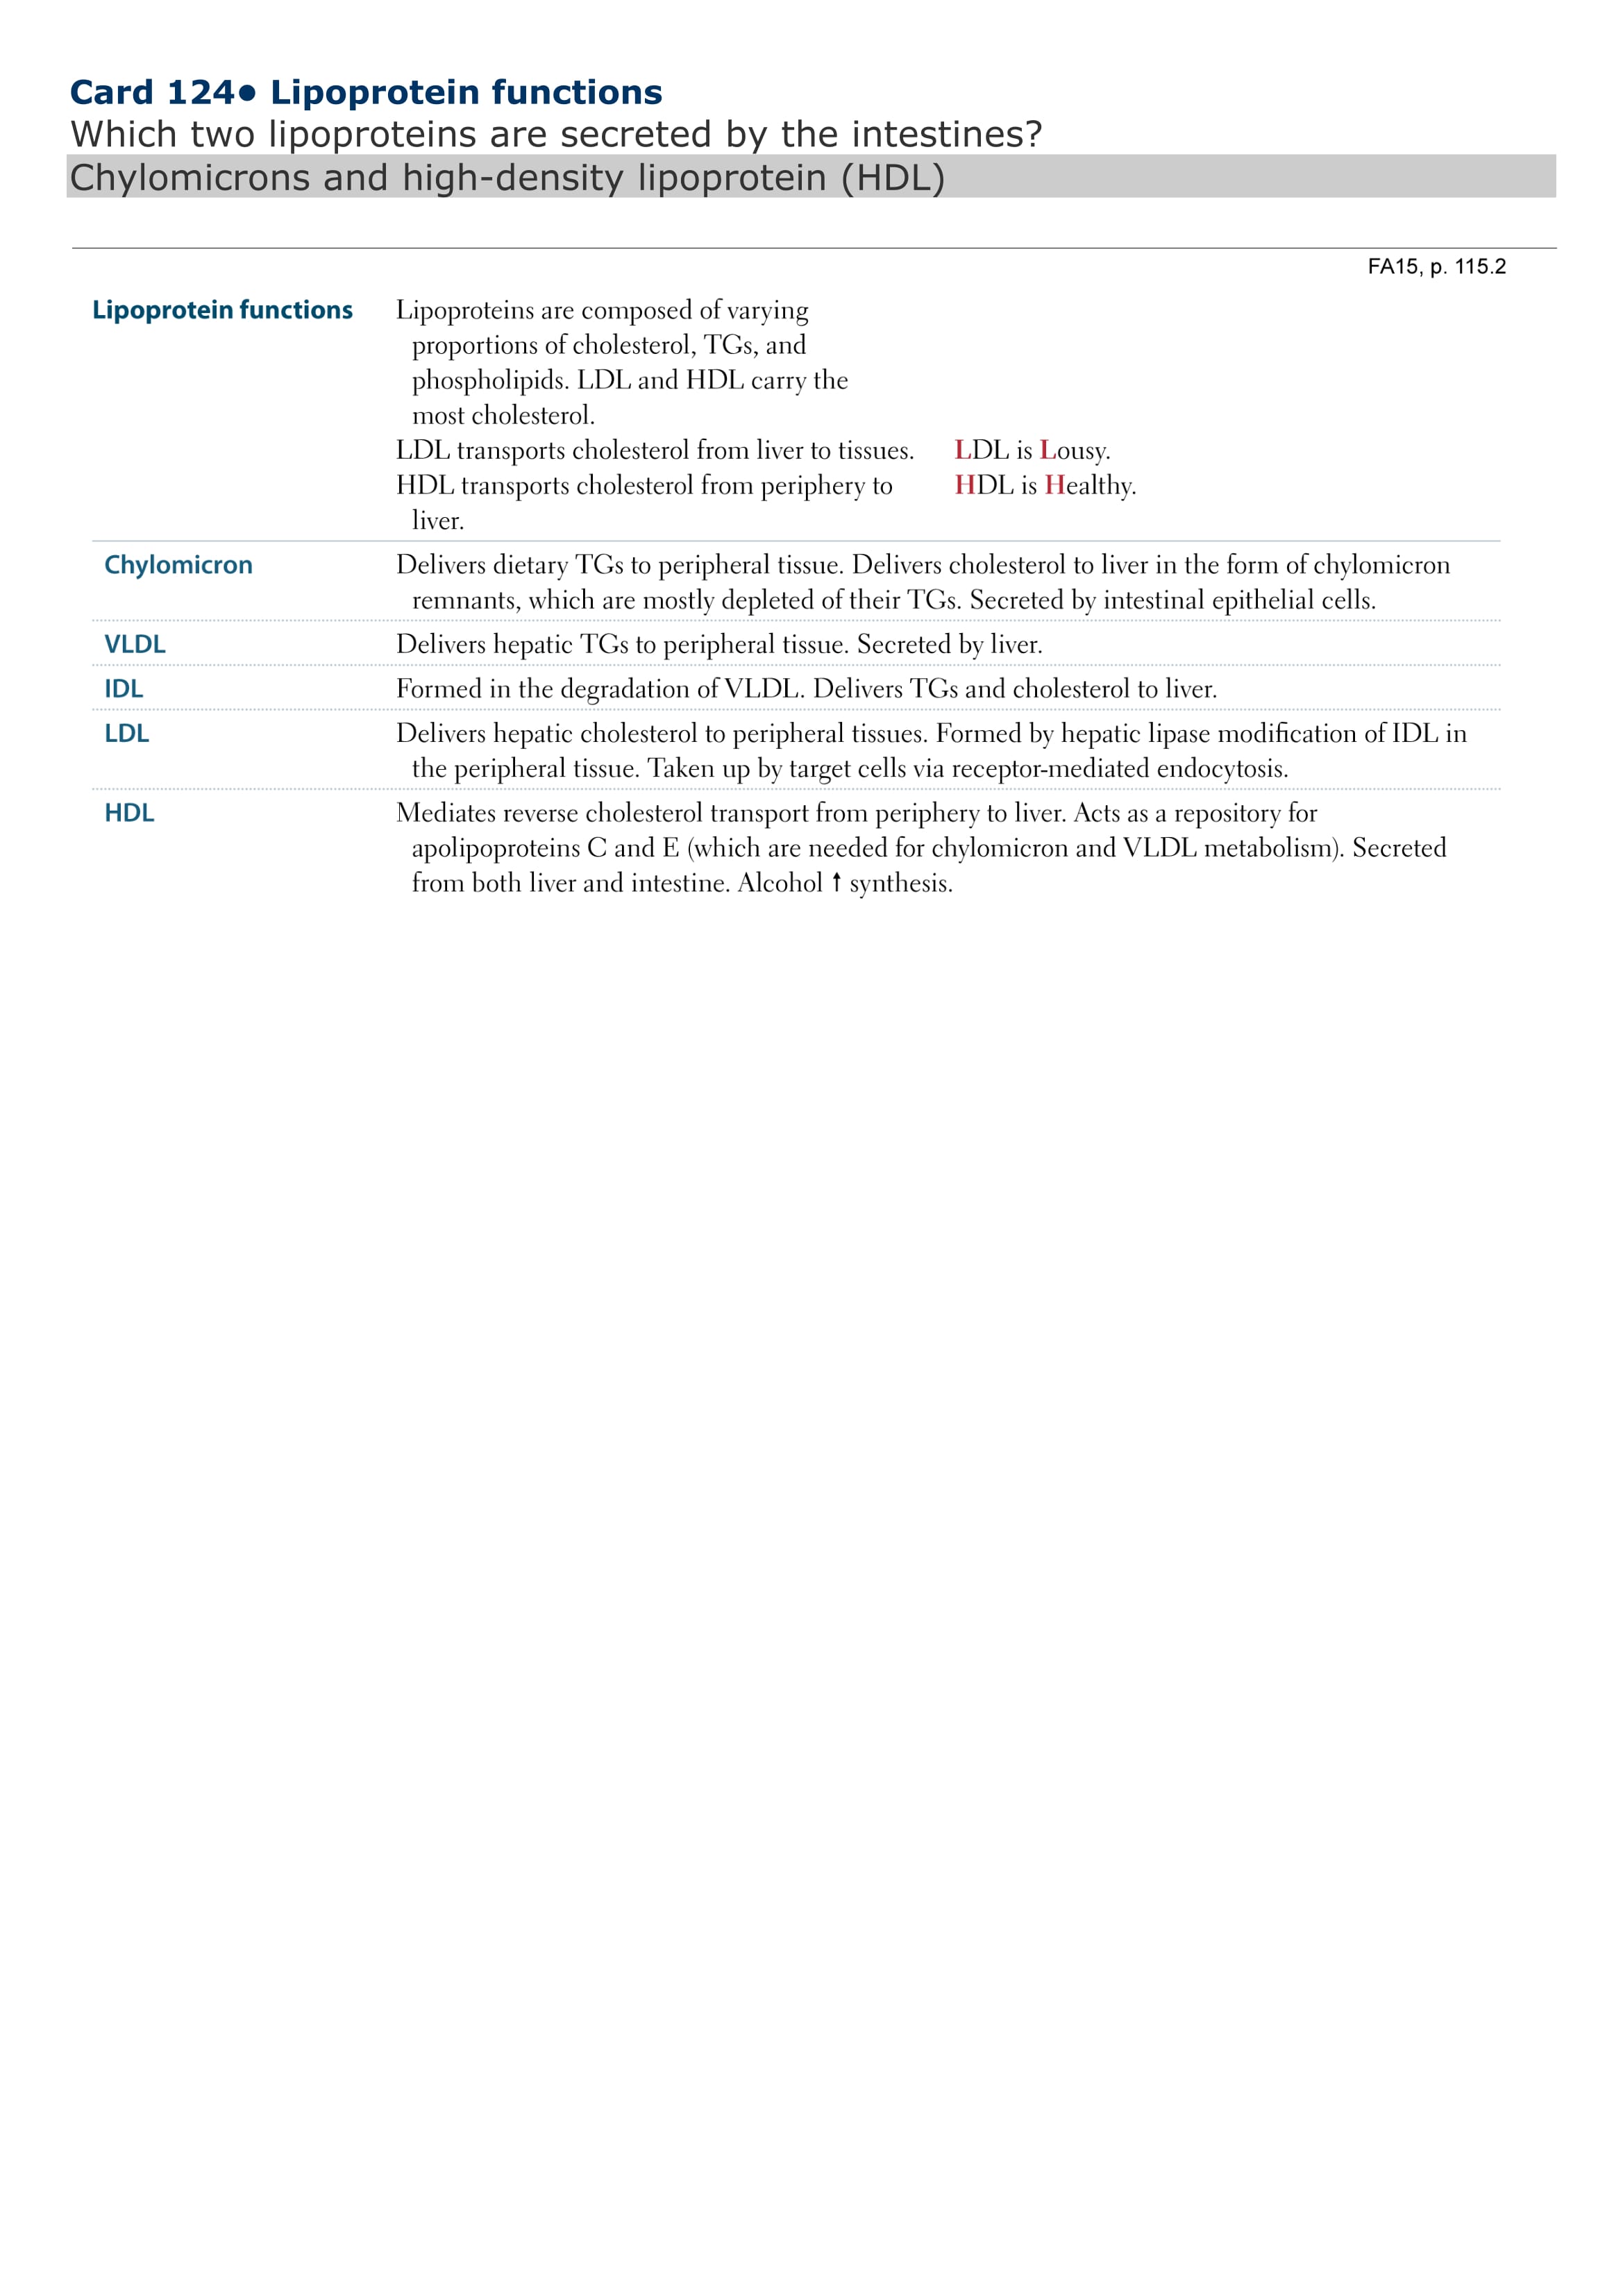 Card 124• Lipoprotein functions
Which two lipoproteins are secreted by the intestines?
Chylomicrons and high-density lipoprotein (HDL)
FA15, p. 115.2
Lipoprotein functions
Lipoproteins are composed of varying
proportions of cholesterol, TGs, and
phospholipids. LDL and HDL carry the
most cholesterol.
LDL transports cholesterol from liver to tissues.
LDL is Lousy.
HDL transports cholesterol from periphery to
liver.
HDL is Healthy.
Chylomicron
Delivers dietary TGs to peripheral tissue. Delivers cholesterol to liver in the form of chylomicron
remnants, which are mostly depleted of their TGs. Secreted by intestinal epithelial cells.
VLDL
Delivers hepatic TGs to peripheral tissue. Secreted by liver.
IDL
Formed in the degradation of VLDL. Delivers TGs and cholesterol to liver.
LDL
Delivers hepatic cholesterol to peripheral tissues. Formed by hepatic lipase modification of IDL in
the peripheral tissue. Taken up by target cells via receptor-mediated endocytosis.
HDL
Mediates reverse cholesterol transport from periphery to liver. Acts as a repository for
apolipoproteins C and E (which are needed for chylomicron and VLDL metabolism). Secreted
from both liver and intestine. Alcohol ↑ synthesis.